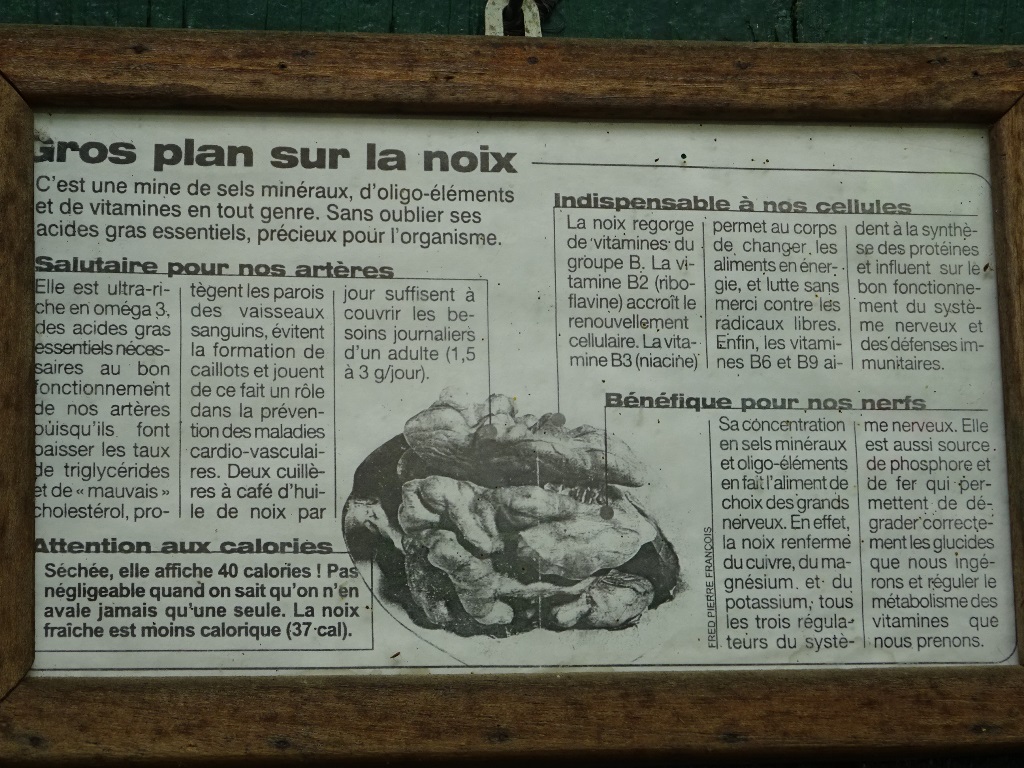 Gros plan sur la noix
C'est une mine de sels minéraux, d'oligo-éléments
et de vitamines en tout genre. Sans oublier ses
acides gras essentiels, précieux pour l'organisme.
Salutaire pour nos artères
Elle est ultra-ri-
che en oméga 3,
des acides gras
essentiels néces-
saires au bon
fonctionnement
de nos artères
puisqu'ils font
baisser les taux
de triglycérides
et de « mauvais »
cholestérol, pro-
tègent les parois
des vaisseaux
sanguins, évitent
la formation de
caillots et jouent
de ce fait un rôle
dans la préven-
tion des maladies
cardio-vasculai-
res. Deux cuillè-
res à café d'hui-
le de noix par
jour suffisent à
couvrir les be-
soins journaliers
d'un adulte (1,5
à 3 g/jour).
Attention aux calories
Séchée, elle affiche 40 calories ! Pas
négligeable quand on sait qu'on n'en
avale jamais qu'une seule. La noix
fraîche est moins calorique (37 cal).
Indispensable à nos cellules
La noix regorge
de vitamines du
groupe B. La vi-
tamine B2 (ribo-
flavine) accroît le
renouvellement
cellulaire. La vita-
mine B3 (niacine)
permet au corps
de changer les
aliments en éner-
gie, et lutte sans
merci contre les
radicaux libres.
Enfin, les vitami-
nes B6 et B9 ai-
dent à la synthè-
se des protéines
et influent sur le
bon fonctionne-
ment du systè-
me nerveux et
des défenses im-
munitaires.
Bénéfique pour nos nerfs
Sa concentration
en sels minéraux
et oligo-éléments
en fait l'aliment de
choix des grands
nerveux. En effet,
la noix renferme
du cuivre, du ma-
gnésium et du
potassium, tous
les trois régula-
teurs du systè-
me nerveux. Elle
est aussi source
de phosphore et
de fer qui per-
mettent de dé-
grader correcte-
ment les glucides
que nous ingé-
rons et réguler le
métabolisme des
vitamines que
nous prenons.
FRED PIERRE FRANÇOIS